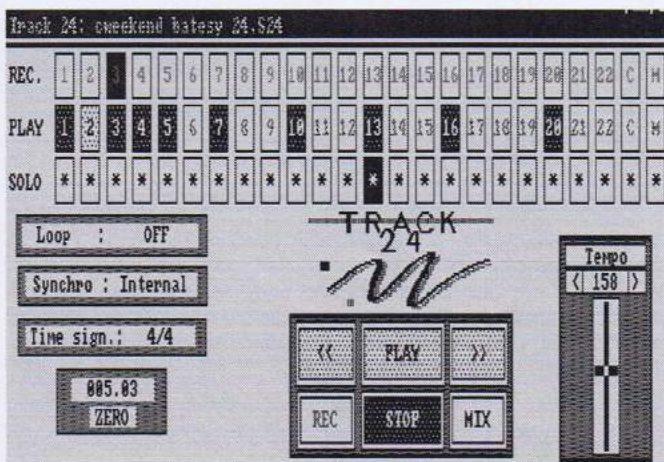 Track 24: cweekend batesy 24.S24
REC. 1 2 3 4 5 6 7 8 9 10 11 12 13 14 15 16 17 18 19 20 21 22 C M
PLAY 1 2 3 4 5 6 7 8 9 10 11 12 13 14 15 16 17 18 19 20 21 22 C M
SOLO * * * * * * * * * * * * * * * * * * * * * * * *
Loop : OFF
TRACK
24
Synchro : Internal
Tempo
< 158 >
Time sign.: 4/4
<< PLAY >>
005.03
ZERO
REC STOP MIX